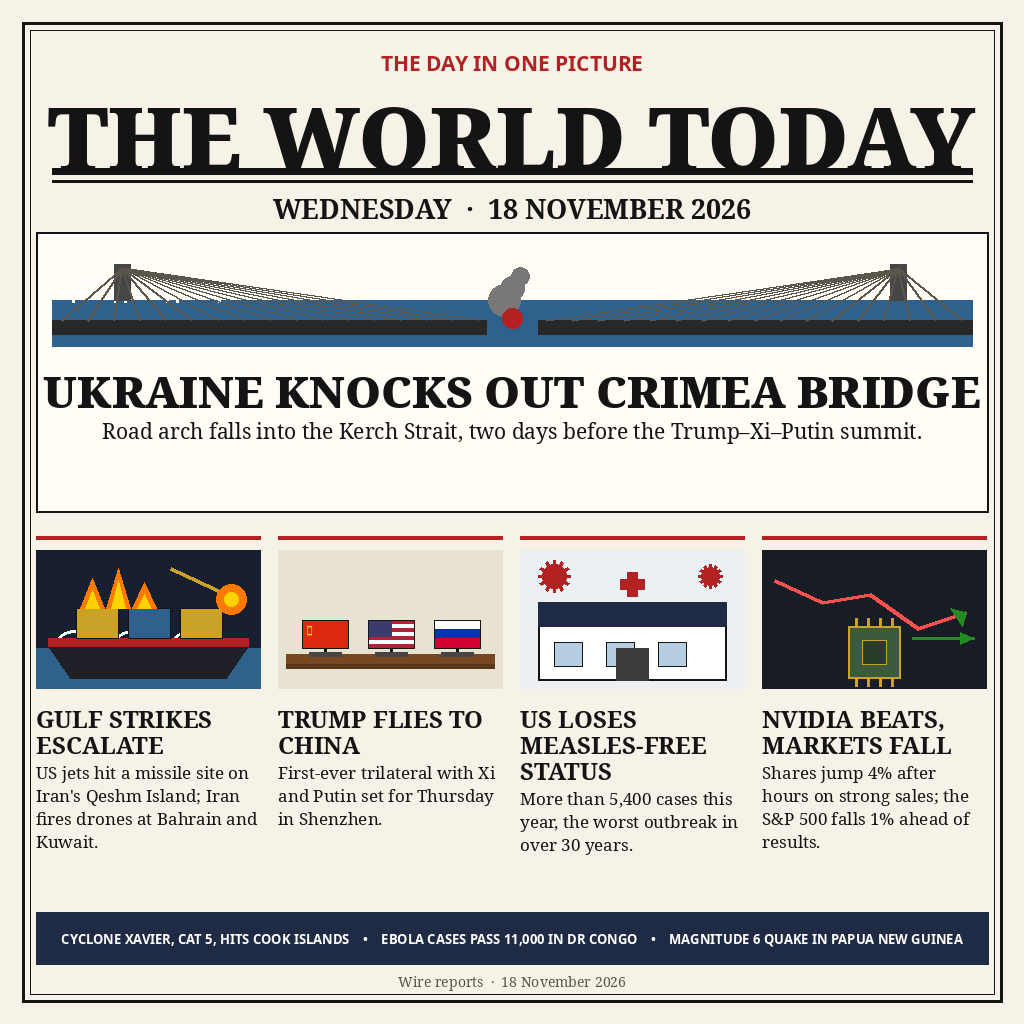 THE DAY IN ONE PICTURE
THE WORLD TODAY
WEDNESDAY · 18 NOVEMBER 2026
UKRAINE KNOCKS OUT CRIMEA BRIDGE
Road arch falls into the Kerch Strait, two days before the Trump–Xi–Putin summit.
GULF STRIKES
ESCALATE
US jets hit a missile site on
Iran's Qeshm Island; Iran
fires drones at Bahrain and
Kuwait.
TRUMP FLIES TO
CHINA
First-ever trilateral with Xi
and Putin set for Thursday
in Shenzhen.
US LOSES
MEASLES-FREE
STATUS
More than 5,400 cases this
year, the worst outbreak in
over 30 years.
NVIDIA BEATS,
MARKETS FALL
Shares jump 4% after
hours on strong sales; the
S&P 500 falls 1% ahead of
results.
CYCLONE XAVIER, CAT 5, HITS COOK ISLANDS • EBOLA CASES PASS 11,000 IN DR CONGO • MAGNITUDE 6 QUAKE IN PAPUA NEW GUINEA
Wire reports · 18 November 2026